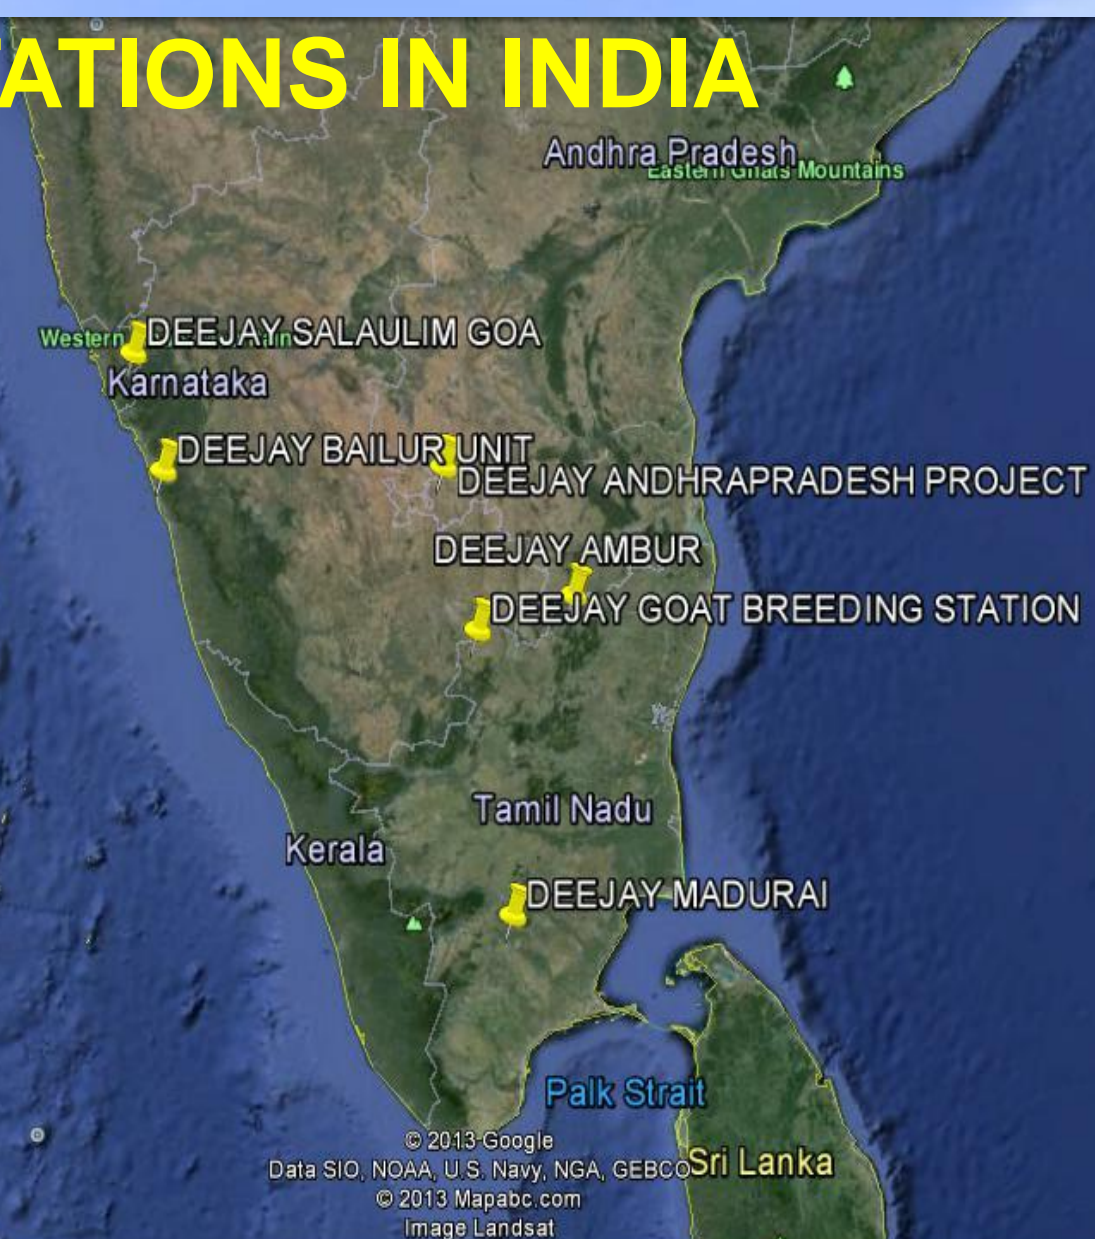 ATIONS IN INDIA
Andhra Pradesh
Eastern Ghats Mountains
Western
DEEJAY SALAULIM GOA
Karnataka
DEEJAY BAILUR UNIT
DEEJAY ANDHRAPRADESH PROJECT
DEEJAY AMBUR
DEEJAY GOAT BREEDING STATION
Tamil Nadu
Kerala
DEEJAY MADURAI
Palk Strait
© 2013 Google
Data SIO, NOAA, U.S. Navy, NGA, GEBCO
Sri Lanka
© 2013 Mapabc.com
Image Landsat